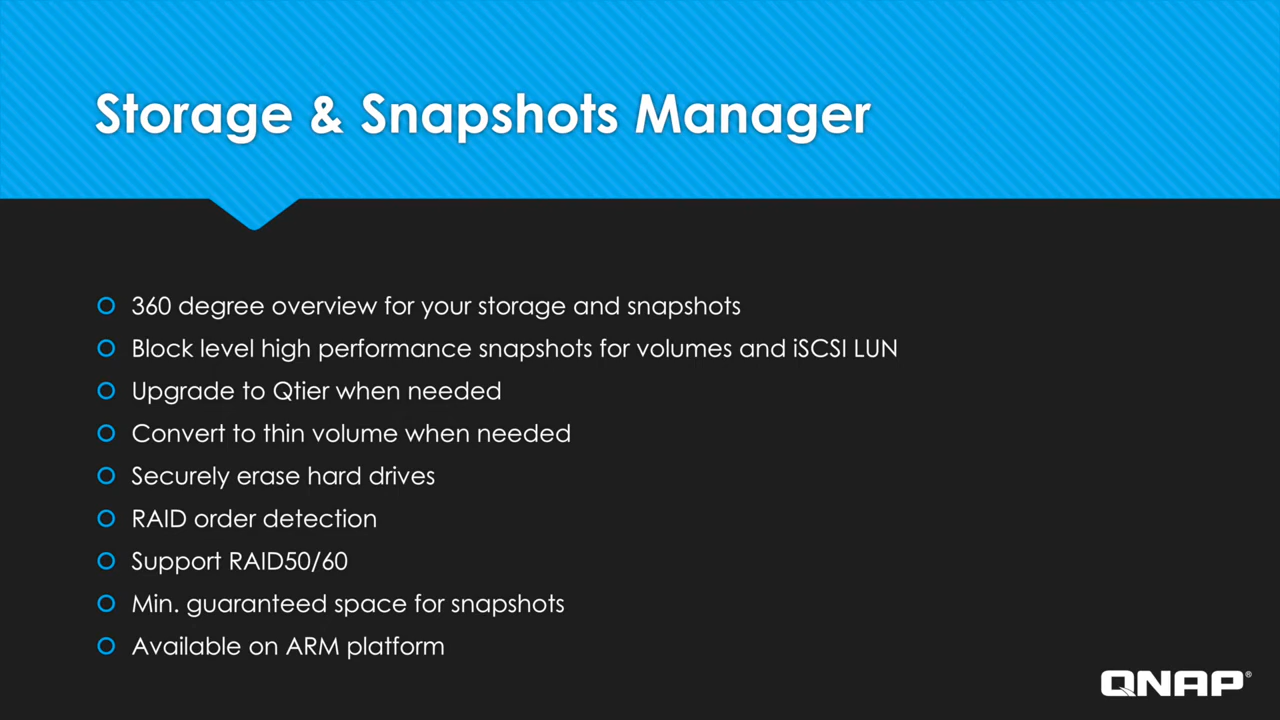 Storage & Snapshots Manager
360 degree overview for your storage and snapshots
Block level high performance snapshots for volumes and iSCSI LUN
Upgrade to Qtier when needed
Convert to thin volume when needed
Securely erase hard drives
RAID order detection
Support RAID50/60
Min. guaranteed space for snapshots
Available on ARM platform
QNAP®